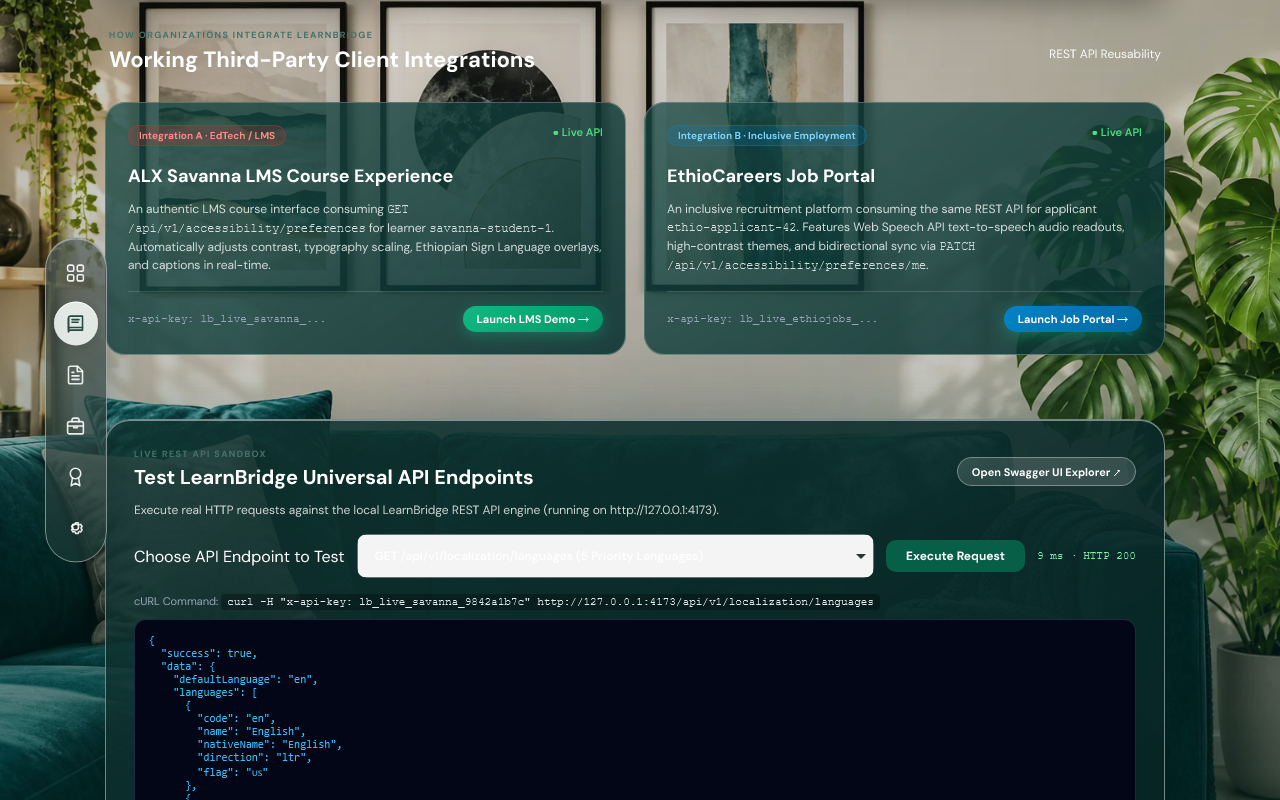 HOW ORGANIZATIONS INTEGRATE LEARNBRIDGE
Working Third-Party Client Integrations
REST API Reusability
Integration A · EdTech / LMS
● Live API
ALX Savanna LMS Course Experience
An authentic LMS course interface consuming GET
/api/v1/accessibility/preferences for learner savanna-student-1.
Automatically adjusts contrast, typography scaling, Ethiopian Sign Language overlays,
and captions in real-time.
x-api-key: lb_live_savanna_...
Launch LMS Demo →
Integration B · Inclusive Employment
● Live API
EthioCareers Job Portal
An inclusive recruitment platform consuming the same REST API for applicant
ethio-applicant-42. Features Web Speech API text-to-speech audio readouts,
high-contrast themes, and bidirectional sync via PATCH
/api/v1/accessibility/preferences/me.
x-api-key: lb_live_ethiojobs_...
Launch Job Portal →
LIVE REST API SANDBOX
Test LearnBridge Universal API Endpoints
Open Swagger UI Explorer ↗
Execute real HTTP requests against the local LearnBridge REST API engine (running on http://127.0.0.1:4173).
Choose API Endpoint to Test
GET /api/v1/localization/languages (5 Priority Languages)
Execute Request
9 ms · HTTP 200
cURL Command: curl -H "x-api-key: lb_live_savanna_9842a1b7c" http://127.0.0.1:4173/api/v1/localization/languages
{
"success": true,
"data": {
"defaultLanguage": "en",
"languages": [
{
"code": "en",
"name": "English",
"nativeName": "English",
"direction": "ltr",
"flag": "us"
},
{